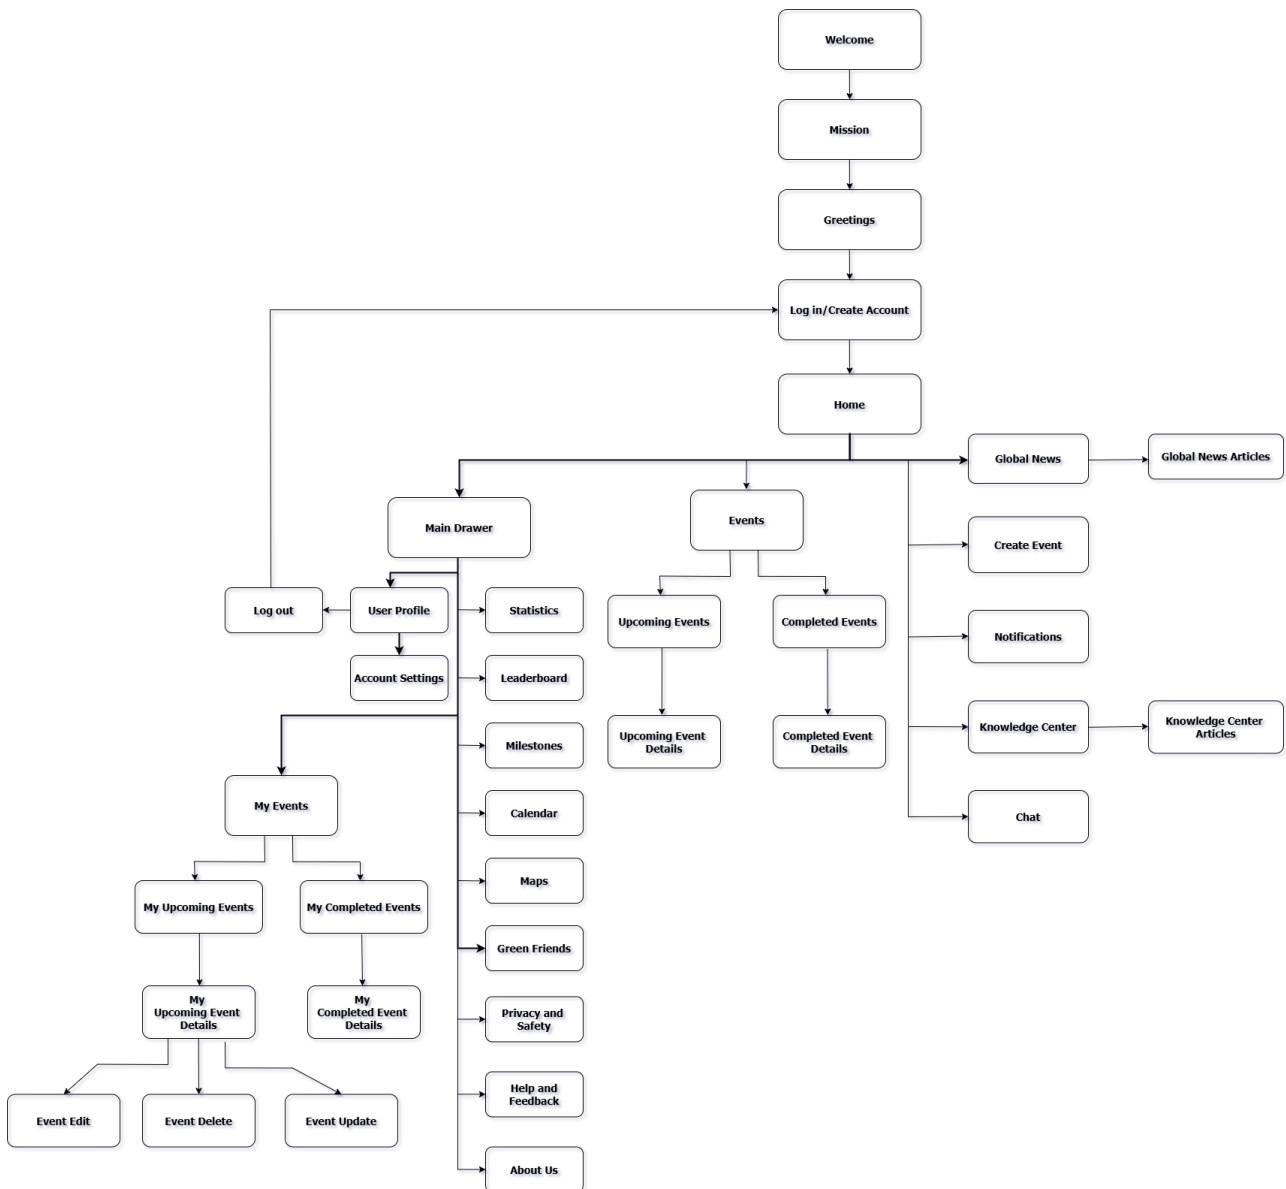 Welcome
Mission
Greetings
Log in/Create Account
Home
Global News
Global News Articles
Main Drawer
Events
Create Event
Log out
User Profile
Statistics
Upcoming Events
Completed Events
Notifications
Account Settings
Leaderboard
Milestones
Upcoming Event
Details
Completed Event
Details
Knowledge Center
Knowledge Center
Articles
My Events
Calendar
Chat
Maps
My Upcoming Events
My Completed Events
Green Friends
My
Upcoming Event
Details
My
Completed Event
Details
Privacy and
Safety
Help and
Feedback
Event Edit
Event Delete
Event Update
About Us